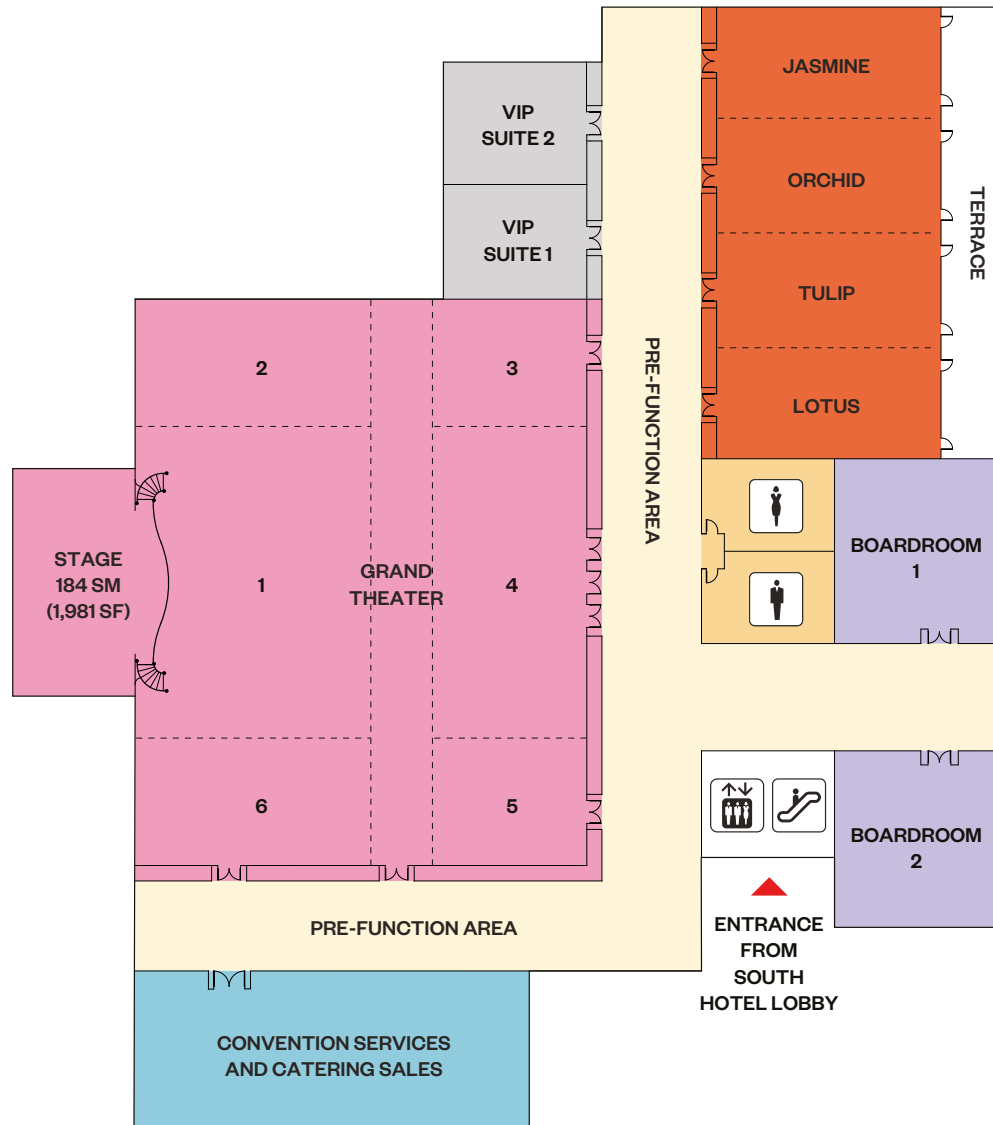 JASMINE
VIP
SUITE 2
ORCHID
TERRACE
VIP
SUITE 1
TULIP
2
3
PRE-FUNCTION AREA
LOTUS
STAGE
184 SM
(1,981 SF)
1
GRAND
THEATER
4
BOARDROOM
1
6
5
BOARDROOM
2
PRE-FUNCTION AREA
ENTRANCE
FROM
SOUTH
HOTEL LOBBY
CONVENTION SERVICES
AND CATERING SALES